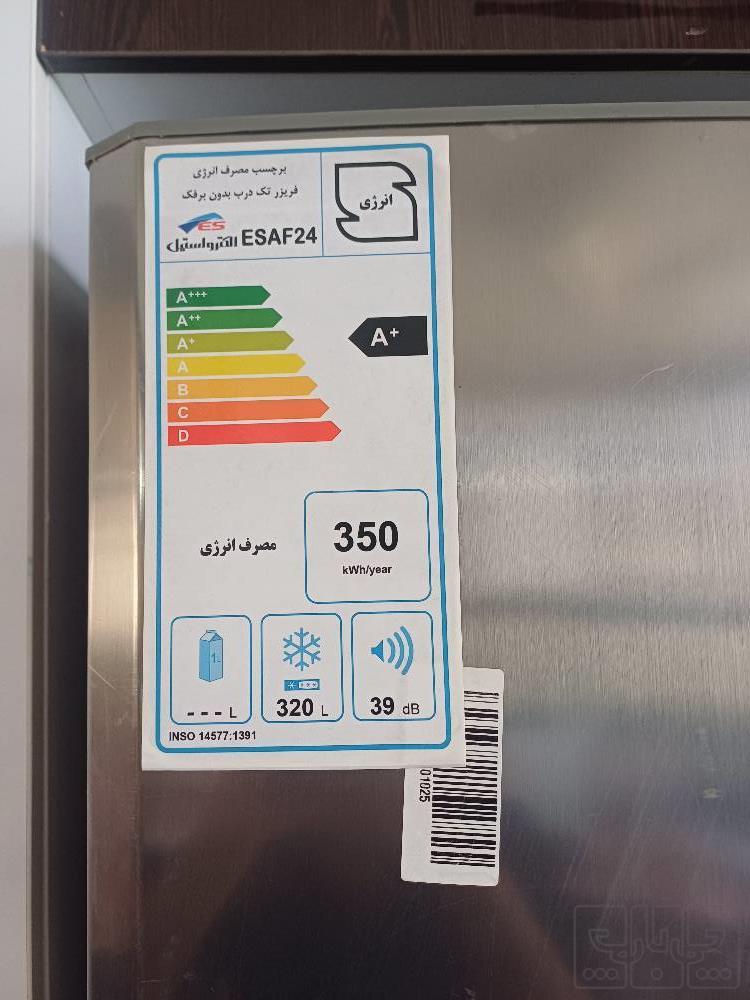 برچسب مصرف انرژی
فریزر تک درب بدون برفک
ES
الکترواستیل ESAF24
انرژی
A+++
A++
A+
A
B
C
D
A+
مصرف انرژی
350
kWh/year
1L
- - - L
320 L
39 dB
INSO 14577:1391
01025